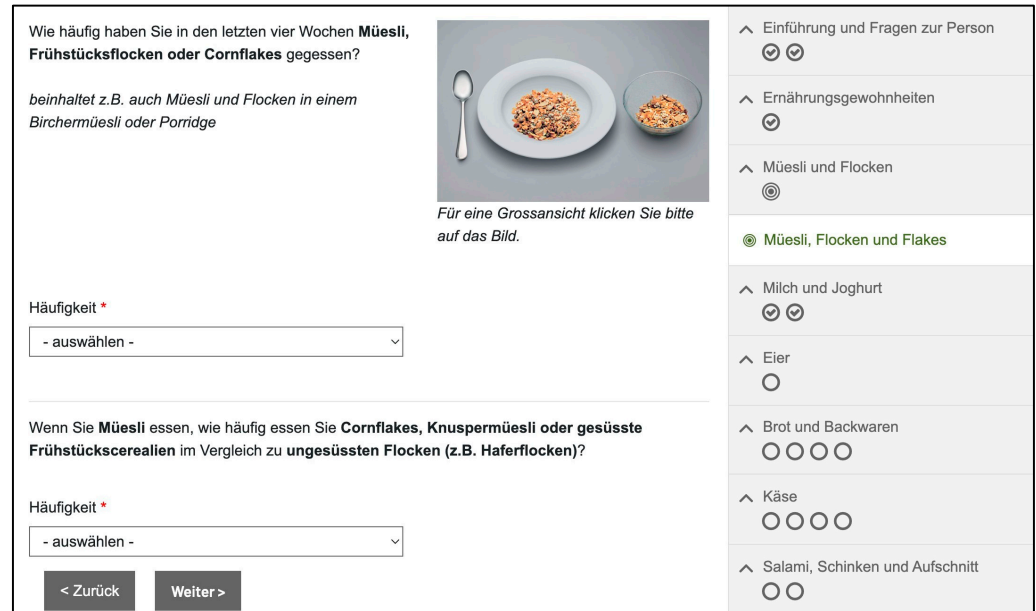 Wie häufig haben Sie in den letzten vier Wochen Müesli,
Frühstücksflocken oder Cornflakes gegessen?
beinhaltet z.B. auch Müesli und Flocken in einem
Birchermüesli oder Porridge
Für eine Grossansicht klicken Sie bitte
auf das Bild.
Häufigkeit *
- auswählen -
Wenn Sie Müesli essen, wie häufig essen Sie Cornflakes, Knuspermüesli oder gesüsste
Frühstückscerealien im Vergleich zu ungesüssten Flocken (z.B. Haferflocken)?
Häufigkeit *
- auswählen -
< Zurück
Weiter >
Einführung und Fragen zur Person
Ernährungsgewohnheiten
Müesli und Flocken
Müesli, Flocken und Flakes
Milch und Joghurt
Eier
Brot und Backwaren
Käse
Salami, Schinken und Aufschnitt